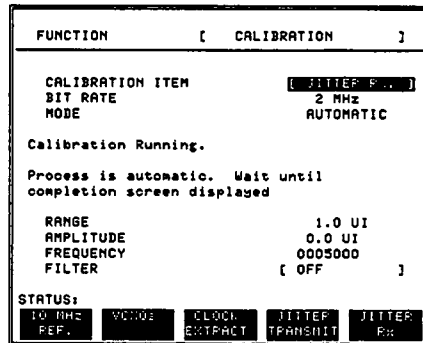 FUNCTION [ CALIBRATION ]
CALIBRATION ITEM [ JITTER R.. ]
BIT RATE 2 MHz
MODE AUTOMATIC
Calibration Running.
Process is automatic. Wait until
completion screen displayed
RANGE 1.0 UI
AMPLITUDE 0.0 UI
FREQUENCY 0005000
FILTER [ OFF ]
STATUS:
10 MHz VCXOs CLOCK JITTER JITTER
REF. EXTRACT TRANSMIT RX